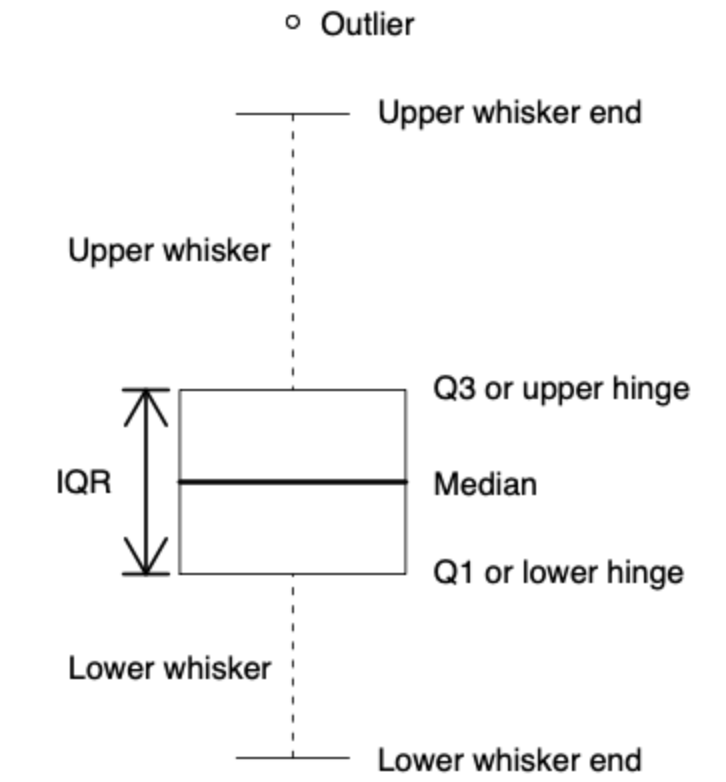 Outlier
Upper whisker end
Upper whisker
Q3 or upper hinge
IQR
Median
Q1 or lower hinge
Lower whisker
Lower whisker end